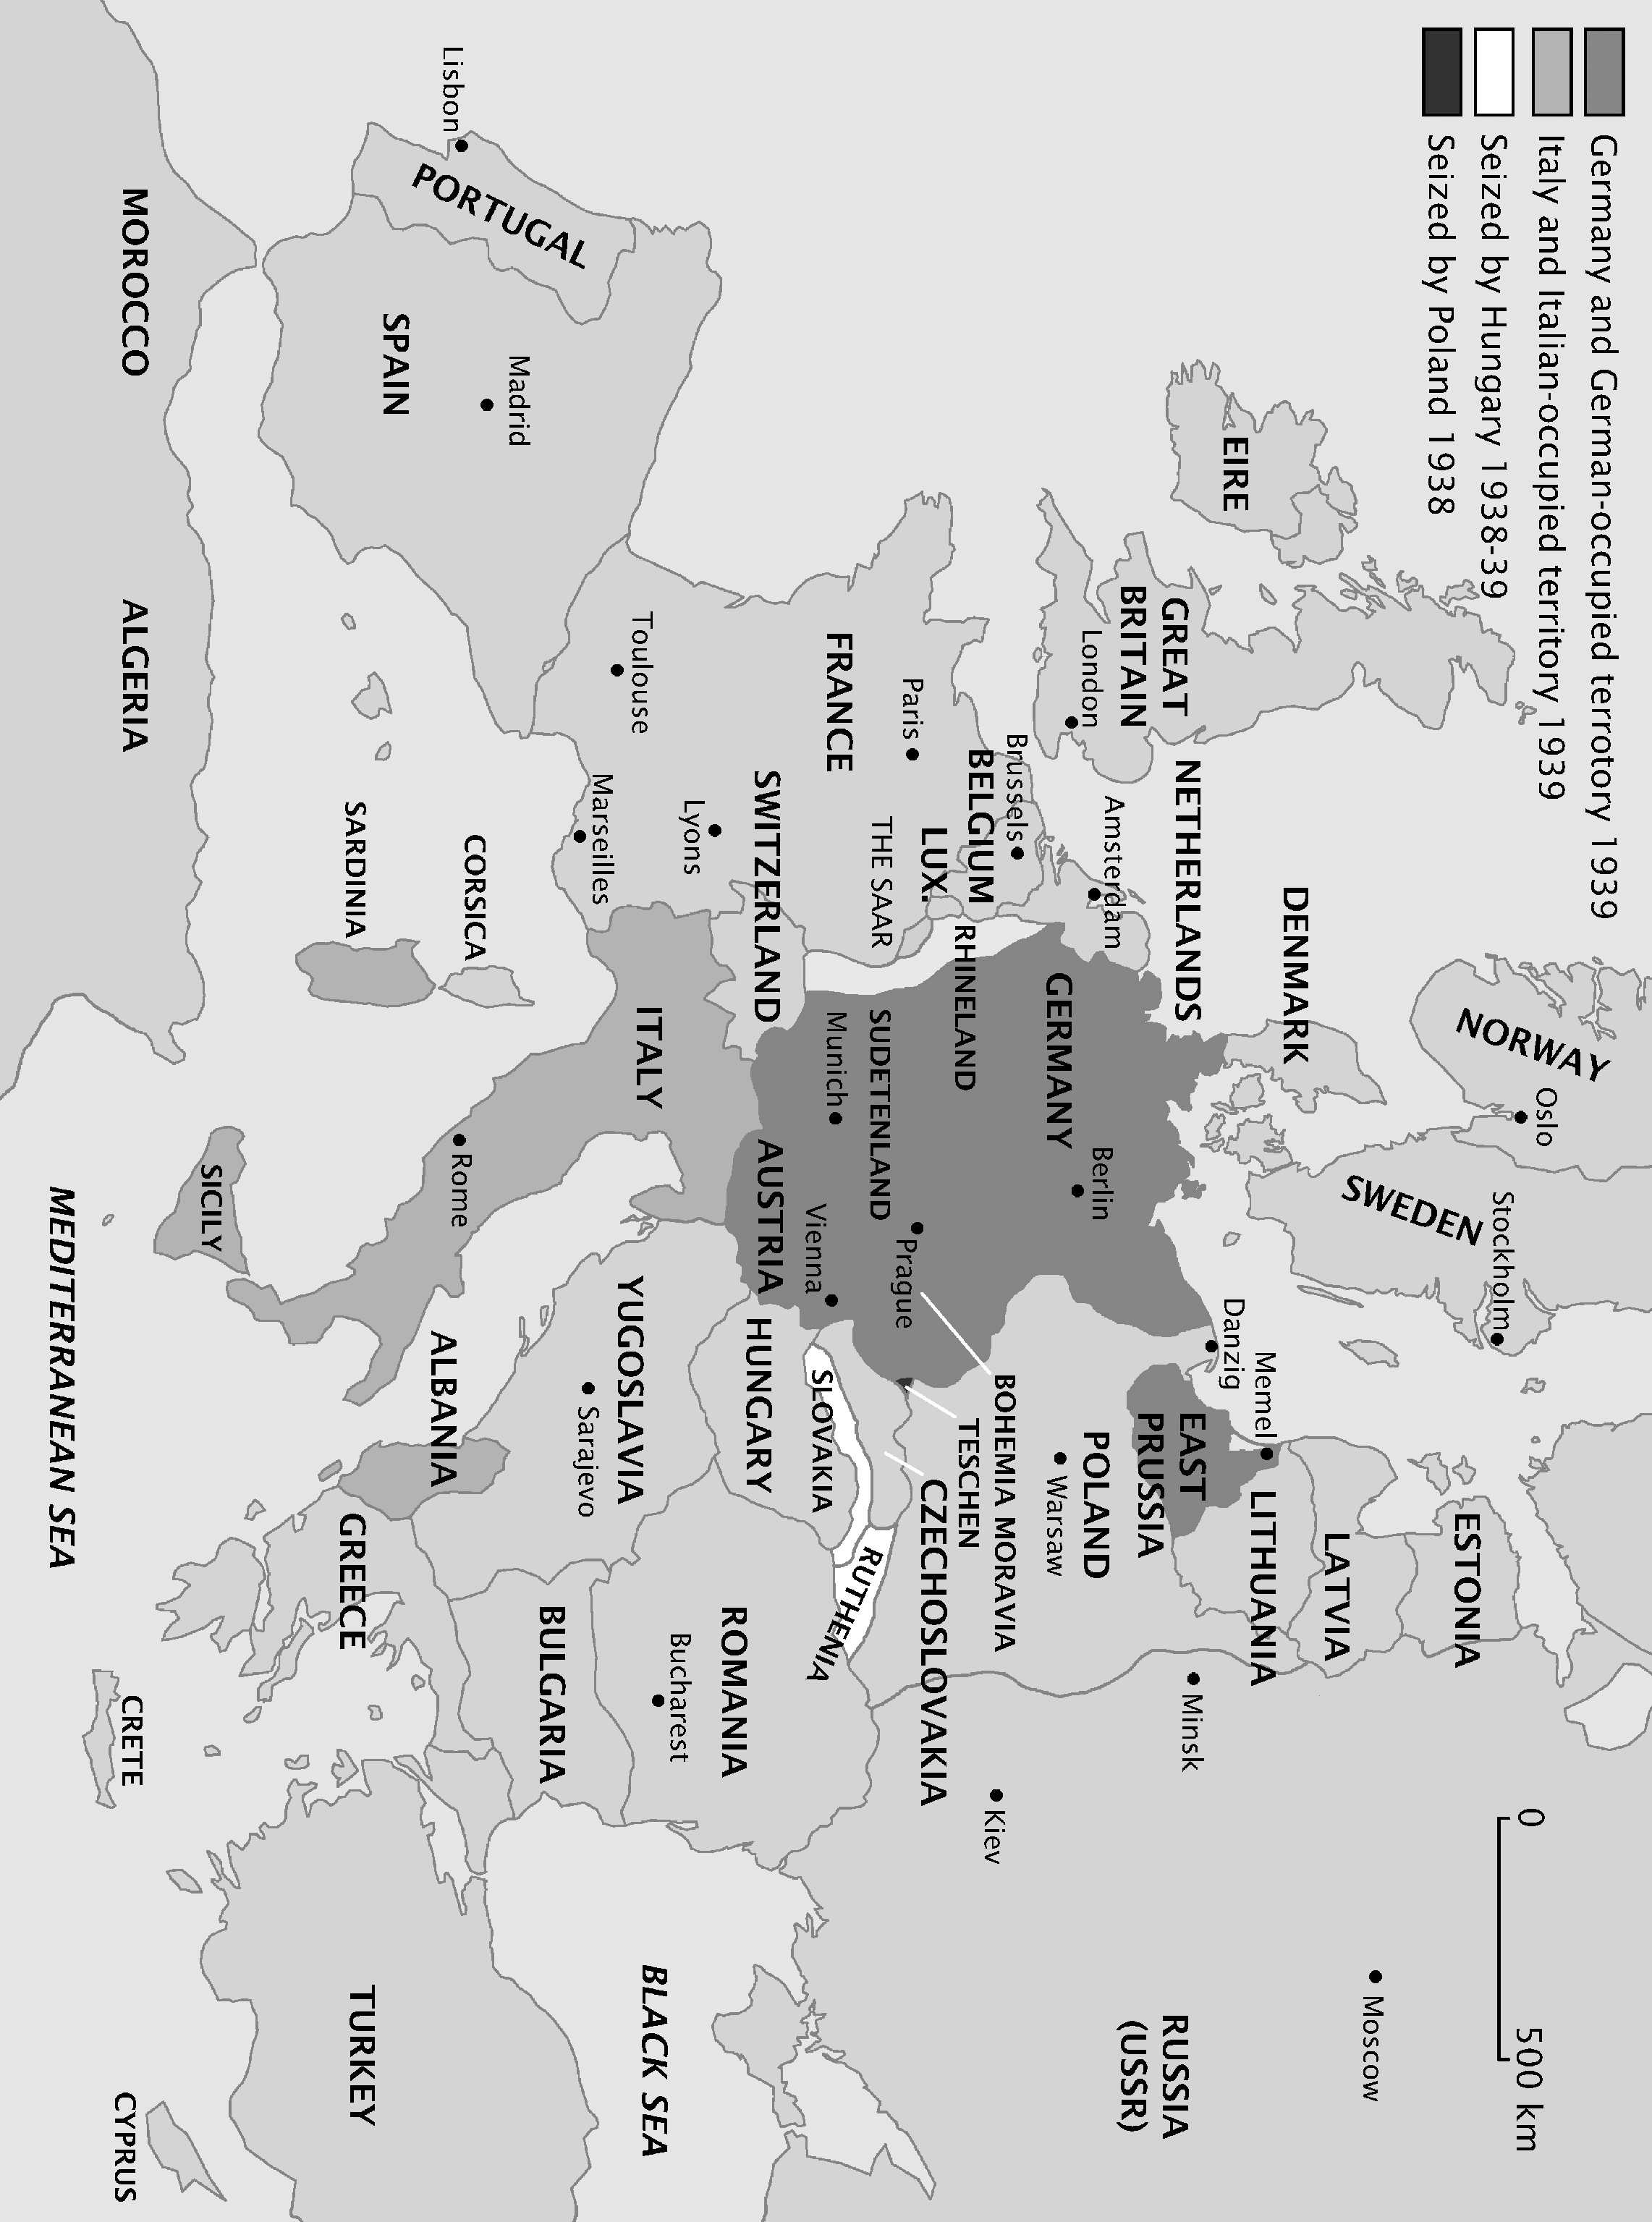 Germany and German-occupied terrotory 1939
Italy and Italian-occupied territory 1939
Seized by Hungary 1938-39
Seized by Poland 1938
0
500 km
NORWAY
Oslo
SWEDEN
Stockholm
ESTONIA
LATVIA
LITHUANIA
Moscow
DENMARK
Memel
Danzig
EIRE
GREAT
BRITAIN
London
NETHERLANDS
Amsterdam
EAST
PRUSSIA
Minsk
RUSSIA
(USSR)
Brussels
BELGIUM
LUX.
GERMANY
Berlin
POLAND
Warsaw
RHINELAND
BOHEMIA MORAVIA
TESCHEN
CZECHOSLOVAKIA
Kiev
Paris
THE SAAR
SUDETENLAND
Prague
FRANCE
Munich
Vienna
SLOVAKIA
RUTHENIA
SWITZERLAND
AUSTRIA
HUNGARY
ROMANIA
Bucharest
Lyons
Toulouse
Marseilles
ITALY
YUGOSLAVIA
Sarajevo
BLACK SEA
BULGARIA
PORTUGAL
Lisbon
Madrid
SPAIN
CORSICA
Rome
ALBANIA
SARDINIA
GREECE
TURKEY
SICILY
MOROCCO
ALGERIA
CRETE
CYPRUS
MEDITERRANEAN SEA